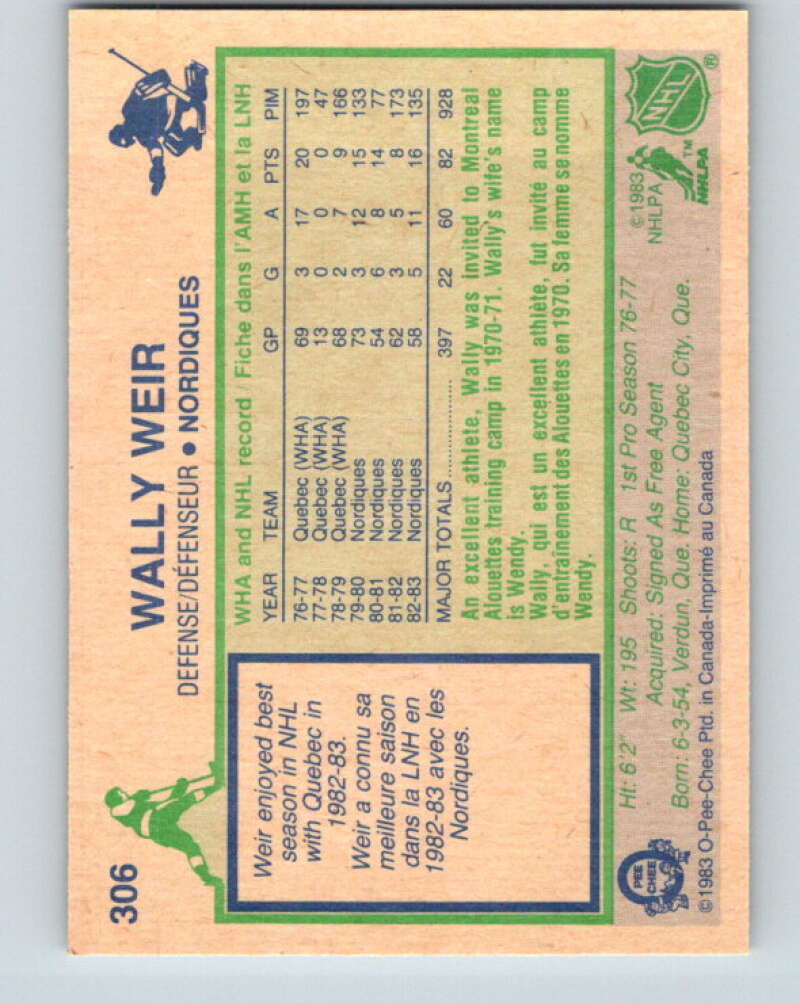 306
WALLY WEIR
DEFENSE/DÉFENSEUR ● NORDIQUES
Weir enjoyed best
season in NHL
with Quebec in
1982-83.
Weir a connu sa
meilleure saison
dans la LNH en
1982-83 avec les
Nordiques.
WHA and NHL record / Fiche dans l'AMH et la LNH
YEAR TEAM GP G A PTS PIM
76-77 Quebec (WHA) 69 3 17 20 197
77-78 Quebec (WHA) 13 0 0 0 47
78-79 Quebec (WHA) 68 2 7 9 166
79-80 Nordiques 73 3 12 15 133
80-81 Nordiques 54 6 8 14 77
81-82 Nordiques 62 3 5 8 173
82-83 Nordiques 58 5 11 16 135
MAJOR TOTALS .................. 397 22 60 82 928
An excellent athlete, Wally was invited to Montreal
Alouettes training camp in 1970-71. Wally's wife's name
is Wendy.
Wally, qui est un excellent athlète, fut invité au camp
d'entraînement des Alouettes en 1970. Sa femme se nomme
Wendy.
Ht: 6'2" Wt: 195 Shoots: R 1st Pro Season 76-77
Acquired: Signed As Free Agent
Born: 6-3-54, Verdun, Que. Home: Quebec City, Que.
©1983 O-Pee-Chee Ptd. in Canada-Imprimé au Canada
O PEE CHEE
©1983
NHLPA
NHLPA ™
NHL ®